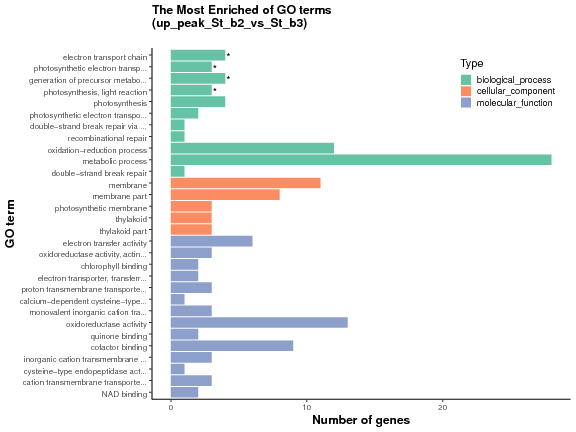 The Most Enriched of GO terms
(up_peak_St_b2_vs_St_b3)
electron transport chain
photosynthetic electron transp...
generation of precursor metabo...
photosynthesis, light reaction
photosynthesis
photosynthetic electron transpo...
double-strand break repair via ...
recombinational repair
oxidation-reduction process
metabolic process
double-strand break repair
membrane
membrane part
photosynthetic membrane
thylakoid
thylakoid part
electron transfer activity
oxidoreductase activity, actin...
chlorophyll binding
electron transporter, transferr...
proton transmembrane transporte...
calcium-dependent cysteine-type...
monovalent inorganic cation tra...
oxidoreductase activity
quinone binding
cofactor binding
inorganic cation transmembrane ...
cysteine-type endopeptidase act...
cation transmembrane transporte...
NAD binding
GO term
*
*
*
*
0
10
20
Number of genes
Type
biological_process
cellular_component
molecular_function